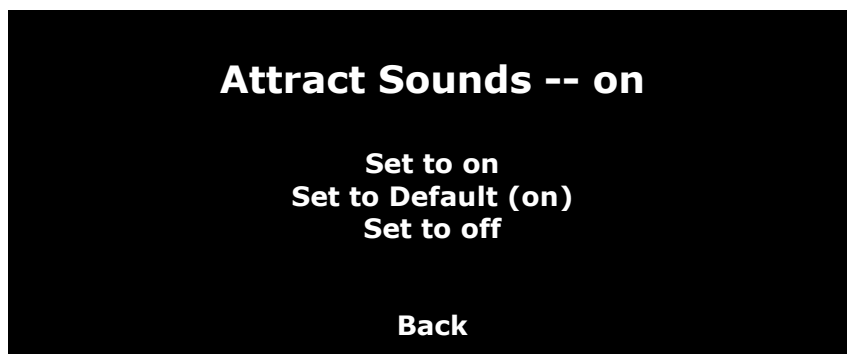 Attract Sounds -- on
Set to on
Set to Default (on)
Set to off
Back